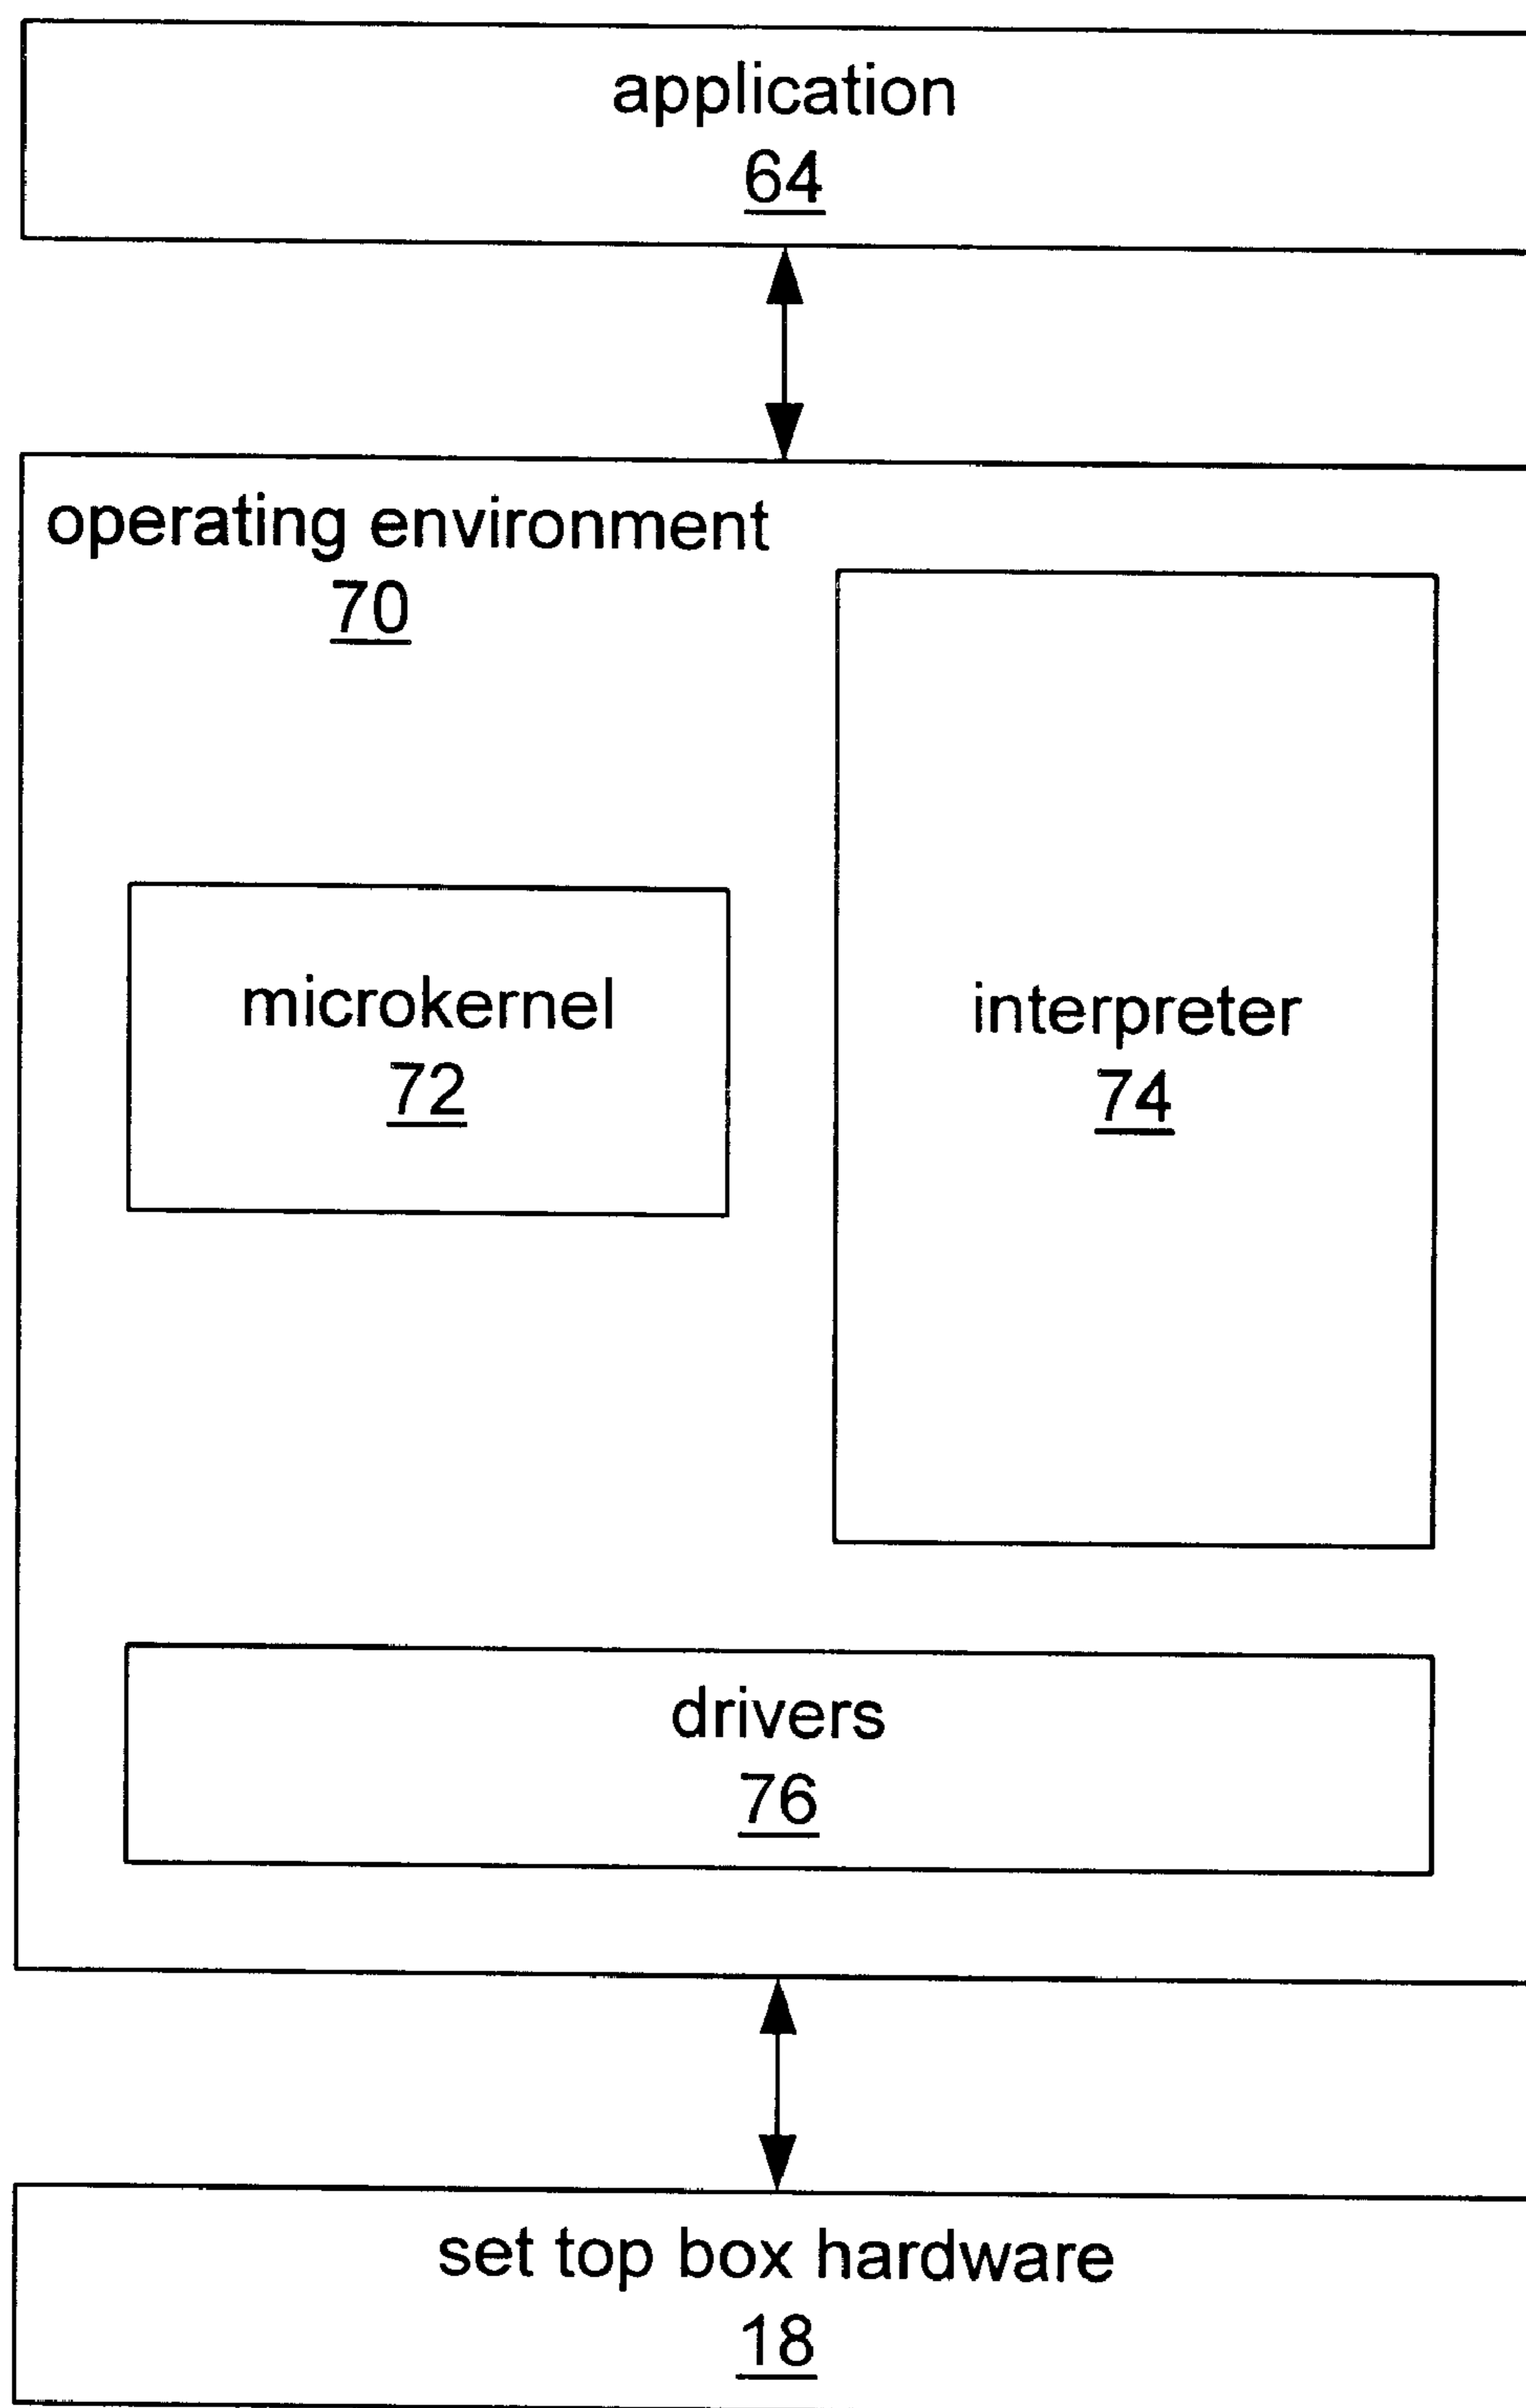 application
64
operating environment
70
microkernel
72
interpreter
74
drivers
76
set top box hardware
18